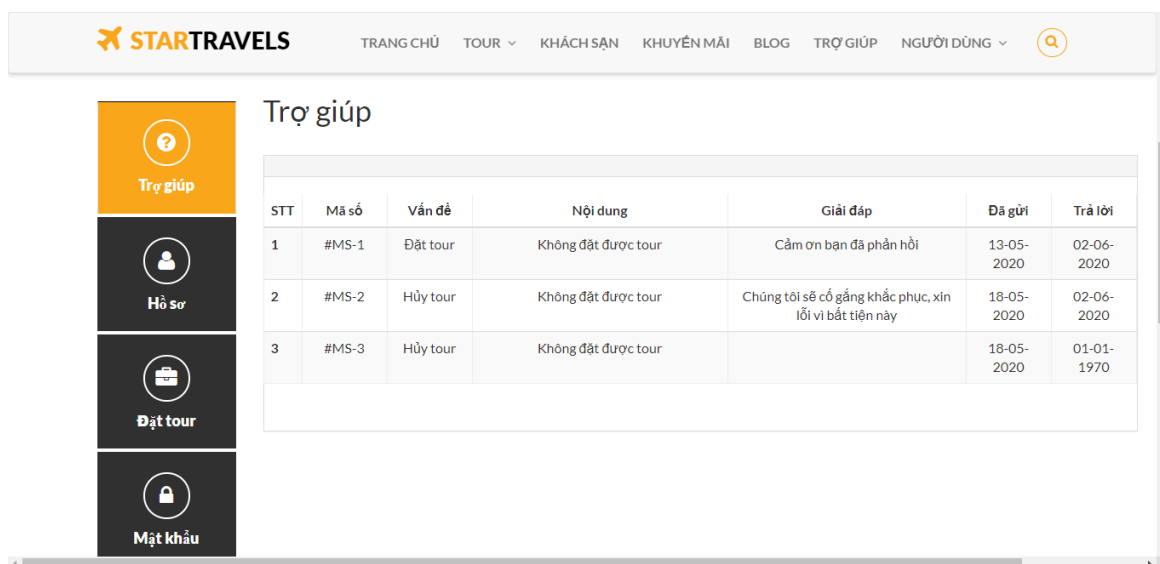 STARTRAVELS
TRANG CHỦ TOUR KHÁCH SẠN KHUYẾN MÃI BLOG TRỢ GIÚP NGƯỜI DÙNG
Trợ giúp
Hồ sơ
Đặt tour
Mật khẩu
Trợ giúp
STT Mã số Vấn đề Nội dung Giải đáp Đã gửi Trả lời
1 #MS-1 Đặt tour Không đặt được tour Cảm ơn bạn đã phản hồi 13-05- 02-06-
2020 2020
2 #MS-2 Hủy tour Không đặt được tour Chúng tôi sẽ cố gắng khắc phục, xin 18-05- 02-06-
lỗi vì bất tiện này 2020 2020
3 #MS-3 Hủy tour Không đặt được tour 18-05- 01-01-
2020 1970